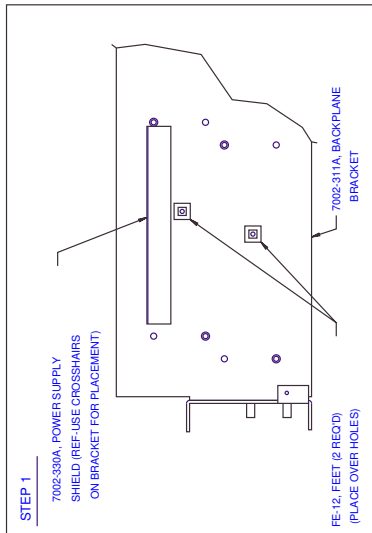 STEP 1
7002-330A, POWER SUPPLY
SHIELD (REF-USE CROSSHAIRS
ON BRACKET FOR PLACEMENT)
FE-12, FEET (2 REQ'D)
(PLACE OVER HOLES)
7002-311A, BACKPLANE
BRACKET